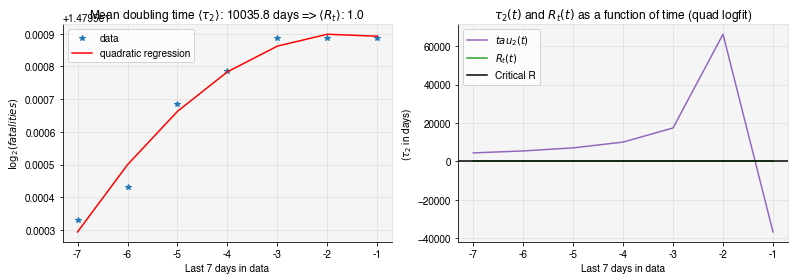 Mean doubling time ⟨τ₂⟩: 10035.8 days => ⟨Rₜ⟩: 1.0
0.0009
0.0008
0.0007
0.0006
0.0005
0.0004
0.0003
log₂(fatalities)
data
quadratic regression
-7 -6 -5 -4 -3 -2 -1
Last 7 days in data
τ₂(t) and Rₜ(t) as a function of time (quad logfit)
60000
40000
20000
0
−20000
−40000
(τ₂ in days)
tau₂(t)
Rₜ(t)
Critical R
-7 -6 -5 -4 -3 -2 -1
Last 7 days in data